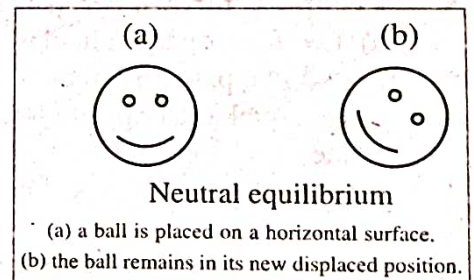 (a) (b)
Neutral equilibrium
(a) a ball is placed on a horizontal surface.
(b) the ball remains in its new displaced position.